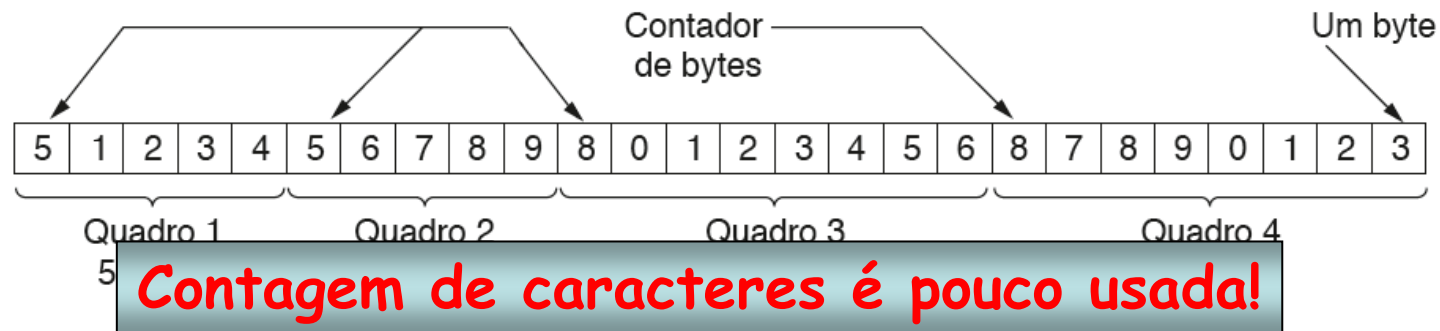 Contador
de bytes
Um byte
5 1 2 3 4 5 6 7 8 9 8 0 1 2 3 4 5 6 8 7 8 9 0 1 2 3
Quadro 1 Quadro 2 Quadro 3 Quadro 4
5
Contagem de caracteres é pouco usada!